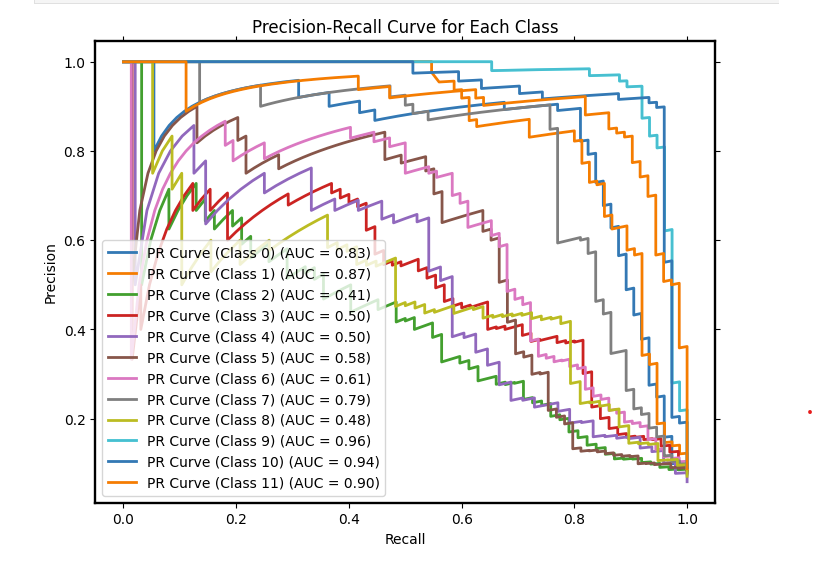 Precision-Recall Curve for Each Class
1.0
0.8
0.6
0.4
0.2
Precision
PR Curve (Class 0) (AUC = 0.83)
PR Curve (Class 1) (AUC = 0.87)
PR Curve (Class 2) (AUC = 0.41)
PR Curve (Class 3) (AUC = 0.50)
PR Curve (Class 4) (AUC = 0.50)
PR Curve (Class 5) (AUC = 0.58)
PR Curve (Class 6) (AUC = 0.61)
PR Curve (Class 7) (AUC = 0.79)
PR Curve (Class 8) (AUC = 0.48)
PR Curve (Class 9) (AUC = 0.96)
PR Curve (Class 10) (AUC = 0.94)
PR Curve (Class 11) (AUC = 0.90)
0.0 0.2 0.4 0.6 0.8 1.0
Recall